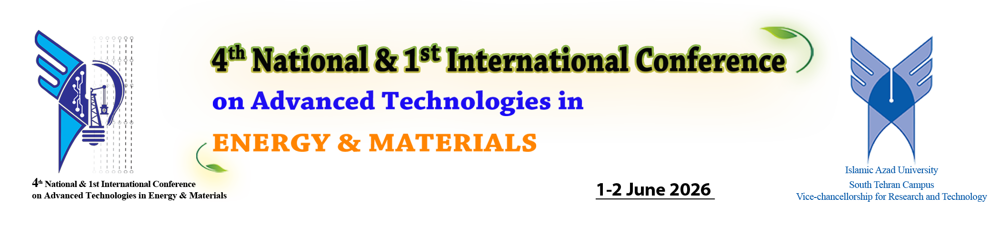 4th National & 1st International Conference
on Advanced Technologies in
ENERGY & MATERIALS
4th National & 1st International Conference
on Advanced Technologies in Energy & Materials
1-2 June 2026
Islamic Azad University
South Tehran Campus
Vice-chancellorship for Research and Technology